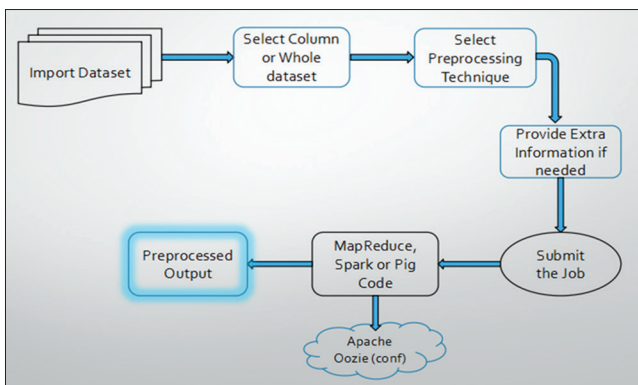 Import Dataset
Select Column
or Whole
dataset
Select
Preprocessing
Technique
Provide Extra
Information if
needed
Submit
the Job
MapReduce,
Spark or Pig
Code
Preprocessed
Output
Apache
Oozie (conf)